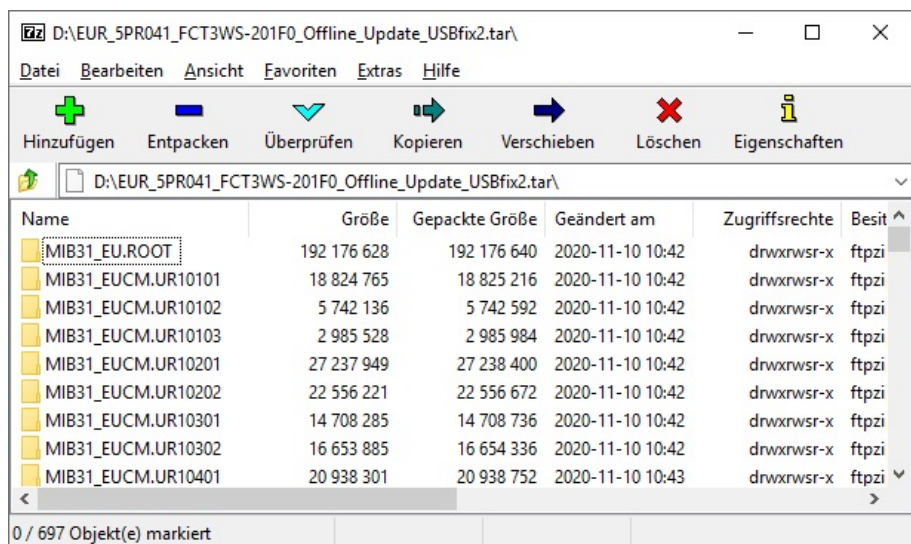 D:\EUR_5PR041_FCT3WS-201F0_Offline_Update_USBfix2.tar\
Datei Bearbeiten Ansicht Favoriten Extras Hilfe
Hinzufügen Entpacken Überprüfen Kopieren Verschieben Löschen Eigenschaften
D:\EUR_5PR041_FCT3WS-201F0_Offline_Update_USBfix2.tar\
Name Größe Gepackte Größe Geändert am Zugriffsrechte Besit
MIB31_EU.ROOT 192 176 628 192 176 640 2020-11-10 10:42 drwxrwsr-x ftpzi
MIB31_EUCM.UR10101 18 824 765 18 825 216 2020-11-10 10:42 drwxrwsr-x ftpzi
MIB31_EUCM.UR10102 5 742 136 5 742 592 2020-11-10 10:42 drwxrwsr-x ftpzi
MIB31_EUCM.UR10103 2 985 528 2 985 984 2020-11-10 10:42 drwxrwsr-x ftpzi
MIB31_EUCM.UR10201 27 237 949 27 238 400 2020-11-10 10:42 drwxrwsr-x ftpzi
MIB31_EUCM.UR10202 22 556 221 22 556 672 2020-11-10 10:42 drwxrwsr-x ftpzi
MIB31_EUCM.UR10301 14 708 285 14 708 736 2020-11-10 10:42 drwxrwsr-x ftpzi
MIB31_EUCM.UR10302 16 653 885 16 654 336 2020-11-10 10:42 drwxrwsr-x ftpzi
MIB31_EUCM.UR10401 20 938 301 20 938 752 2020-11-10 10:43 drwxrwsr-x ftpzi
0 / 697 Objekt(e) markiert